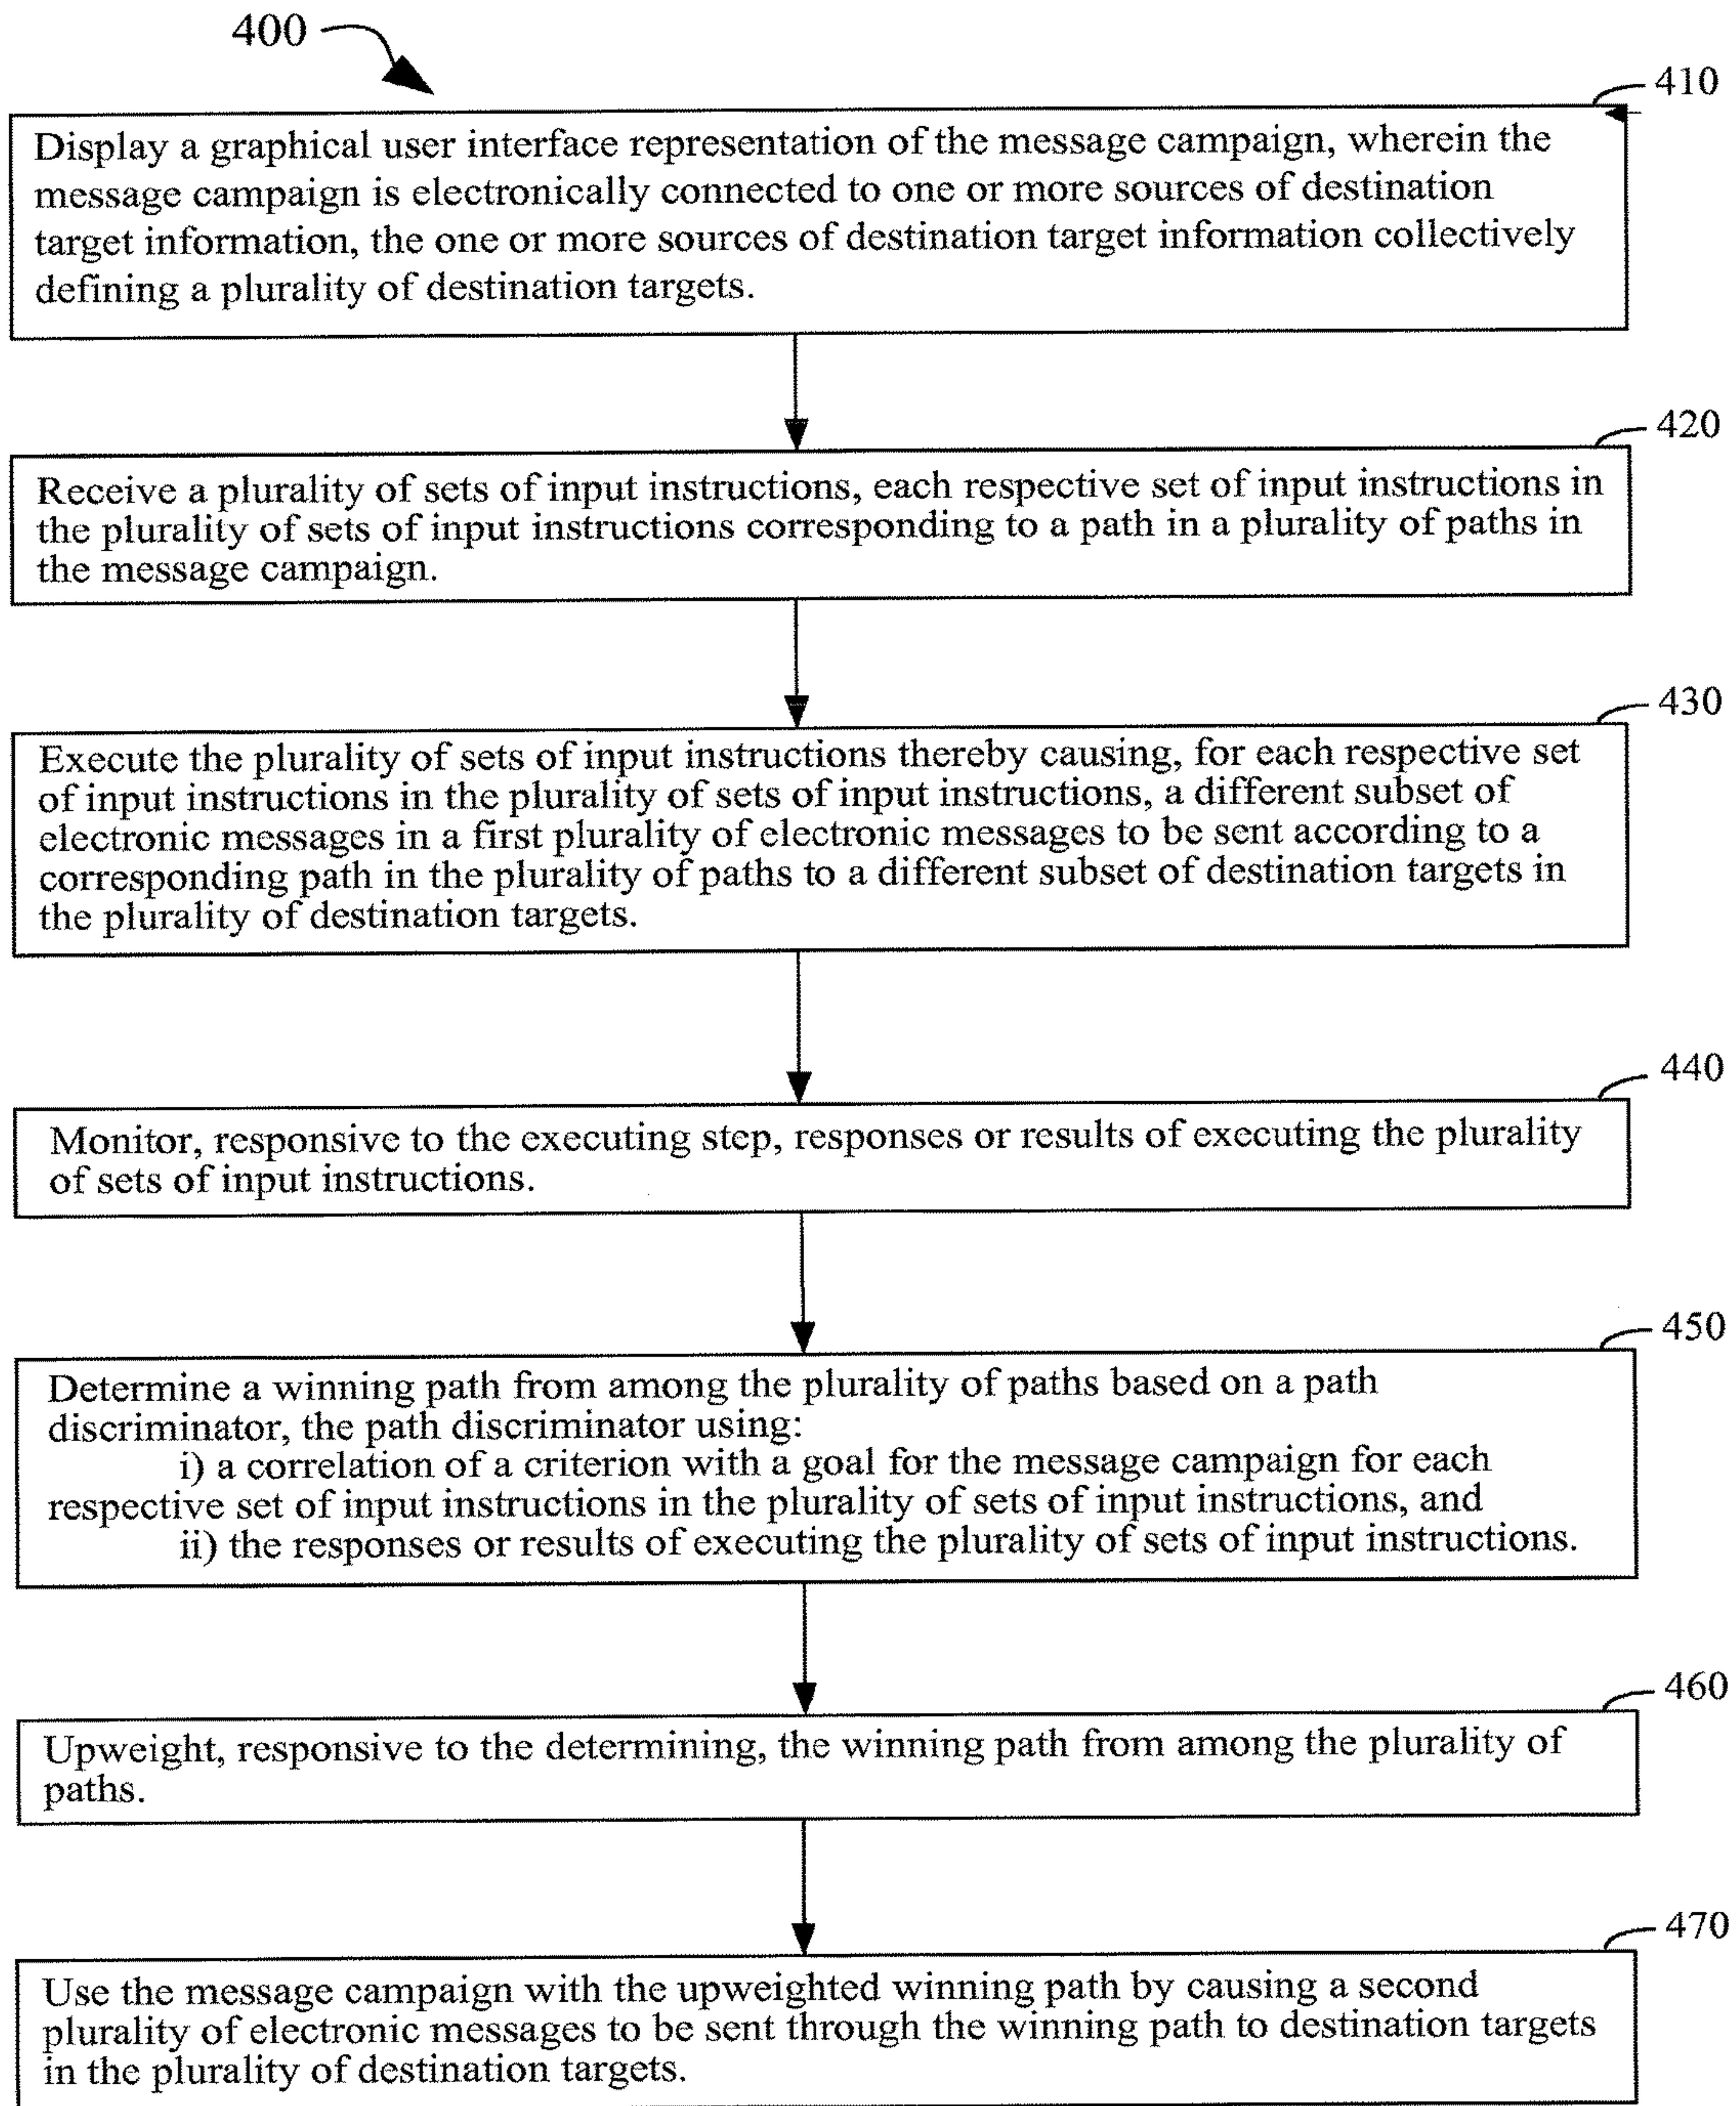 400
410
Display a graphical user interface representation of the message campaign, wherein the
message campaign is electronically connected to one or more sources of destination
target information, the one or more sources of destination target information collectively
defining a plurality of destination targets.
420
Receive a plurality of sets of input instructions, each respective set of input instructions in
the plurality of sets of input instructions corresponding to a path in a plurality of paths in
the message campaign.
430
Execute the plurality of sets of input instructions thereby causing, for each respective set
of input instructions in the plurality of sets of input instructions, a different subset of
electronic messages in a first plurality of electronic messages to be sent according to a
corresponding path in the plurality of paths to a different subset of destination targets in
the plurality of destination targets.
440
Monitor, responsive to the executing step, responses or results of executing the plurality
of sets of input instructions.
450
Determine a winning path from among the plurality of paths based on a path
discriminator, the path discriminator using:
i) a correlation of a criterion with a goal for the message campaign for each
respective set of input instructions in the plurality of sets of input instructions, and
ii) the responses or results of executing the plurality of sets of input instructions.
460
Upweight, responsive to the determining, the winning path from among the plurality of
paths.
470
Use the message campaign with the upweighted winning path by causing a second
plurality of electronic messages to be sent through the winning path to destination targets
in the plurality of destination targets.